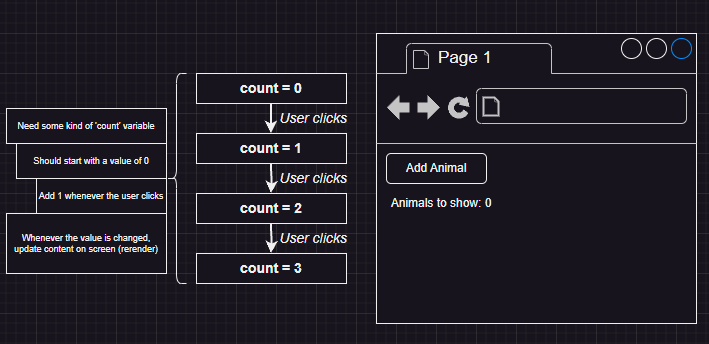 Need some kind of 'count' variable
Should start with a value of 0
Add 1 whenever the user clicks
Whenever the value is changed,
update content on screen (rerender)
count = 0
User clicks
count = 1
User clicks
count = 2
User clicks
count = 3
Page 1
Add Animal
Animals to show: 0